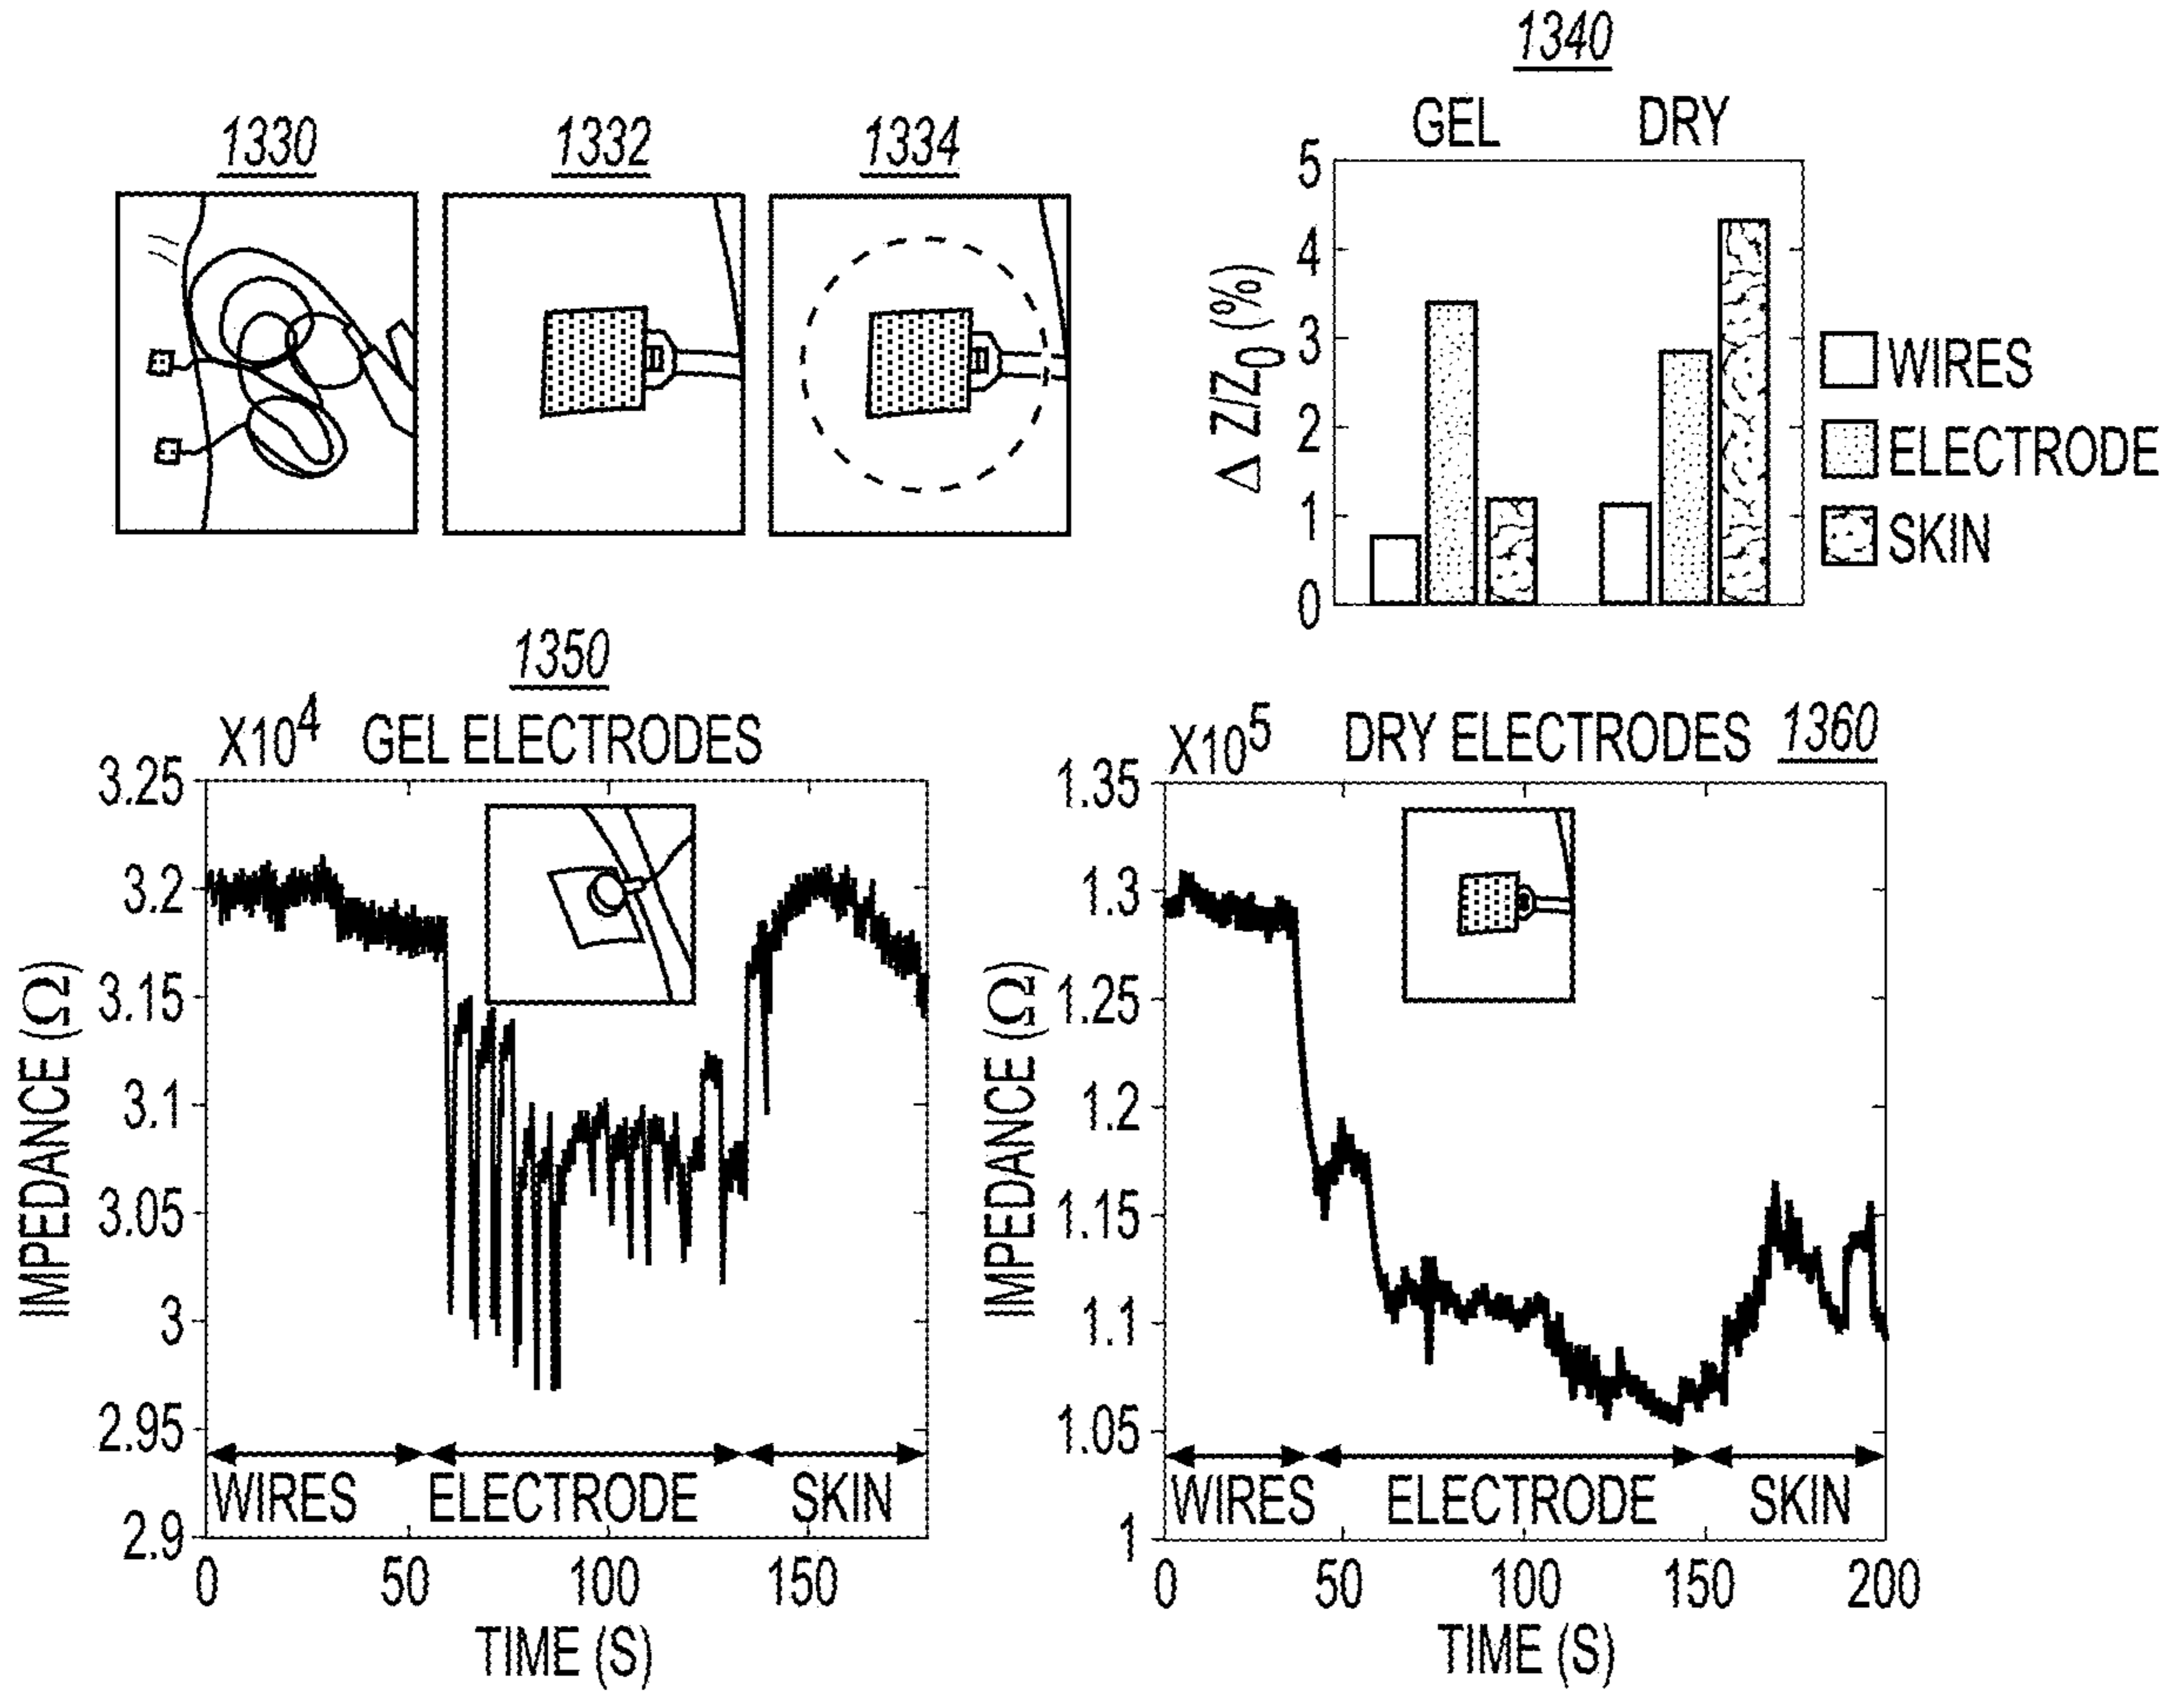 1330
1332
1334
1340
GEL DRY
5
4
3
2
1
0
Δ Z/Z0 (%)
WIRES
ELECTRODE
SKIN
1350
X10^4 GEL ELECTRODES
3.25
3.2
3.15
3.1
3.05
3
2.95
2.9
IMPEDANCE (Ω)
WIRES ELECTRODE SKIN
0 50 100 150
TIME (S)
X10^5 DRY ELECTRODES 1360
1.35
1.3
1.25
1.2
1.15
1.1
1.05
1
IMPEDANCE (Ω)
WIRES ELECTRODE SKIN
0 50 100 150 200
TIME (S)